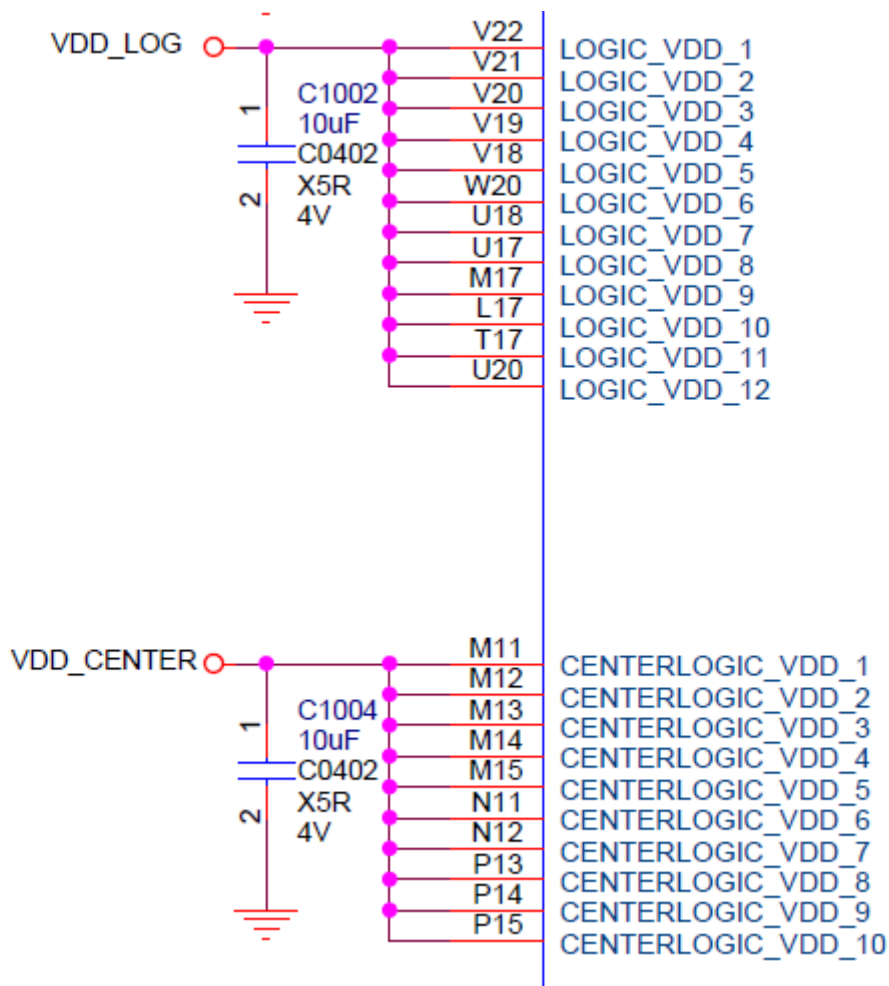 VDD_LOG
1
2
C1002
10uF
C0402
X5R
4V
V22 LOGIC_VDD_1
V21 LOGIC_VDD_2
V20 LOGIC_VDD_3
V19 LOGIC_VDD_4
V18 LOGIC_VDD_5
W20 LOGIC_VDD_6
U18 LOGIC_VDD_7
U17 LOGIC_VDD_8
M17 LOGIC_VDD_9
L17 LOGIC_VDD_10
T17 LOGIC_VDD_11
U20 LOGIC_VDD_12
VDD_CENTER
1
2
C1004
10uF
C0402
X5R
4V
M11 CENTERLOGIC_VDD_1
M12 CENTERLOGIC_VDD_2
M13 CENTERLOGIC_VDD_3
M14 CENTERLOGIC_VDD_4
M15 CENTERLOGIC_VDD_5
N11 CENTERLOGIC_VDD_6
N12 CENTERLOGIC_VDD_7
P13 CENTERLOGIC_VDD_8
P14 CENTERLOGIC_VDD_9
P15 CENTERLOGIC_VDD_10